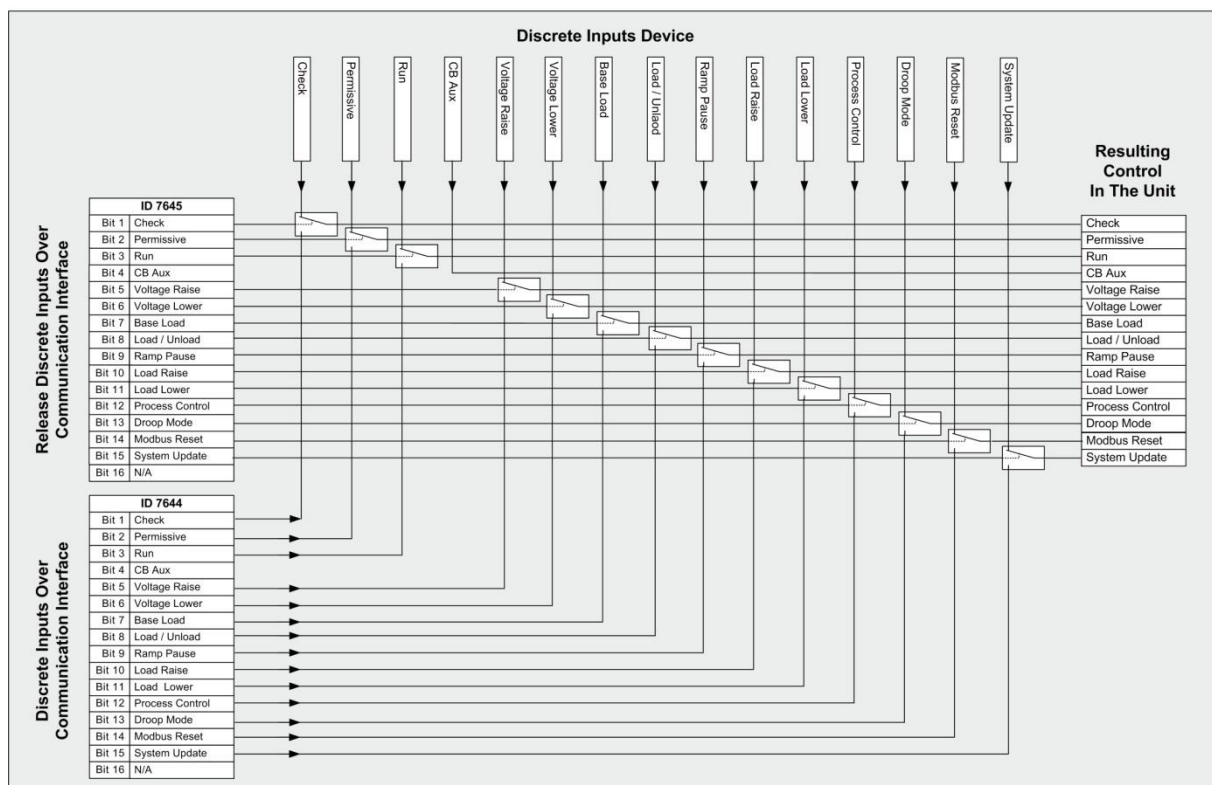 Discrete Inputs Device
Check
Permissive
Run
CB Aux
Voltage Raise
Voltage Lower
Base Load
Load / Unlaod
Ramp Pause
Load Raise
Load Lower
Process Control
Droop Mode
Modbus Reset
System Update
Resulting
Control
In The Unit
Release Discrete Inputs Over
Communication Interface
ID 7645
Bit 1 Check
Bit 2 Permissive
Bit 3 Run
Bit 4 CB Aux
Bit 5 Voltage Raise
Bit 6 Voltage Lower
Bit 7 Base Load
Bit 8 Load / Unload
Bit 9 Ramp Pause
Bit 10 Load Raise
Bit 11 Load Lower
Bit 12 Process Control
Bit 13 Droop Mode
Bit 14 Modbus Reset
Bit 15 System Update
Bit 16 N/A
Check
Permissive
Run
CB Aux
Voltage Raise
Voltage Lower
Base Load
Load / Unload
Ramp Pause
Load Raise
Load Lower
Process Control
Droop Mode
Modbus Reset
System Update
Discrete Inputs Over
Communication Interface
ID 7644
Bit 1 Check
Bit 2 Permissive
Bit 3 Run
Bit 4 CB Aux
Bit 5 Voltage Raise
Bit 6 Voltage Lower
Bit 7 Base Load
Bit 8 Load / Unload
Bit 9 Ramp Pause
Bit 10 Load Raise
Bit 11 Load Lower
Bit 12 Process Control
Bit 13 Droop Mode
Bit 14 Modbus Reset
Bit 15 System Update
Bit 16 N/A